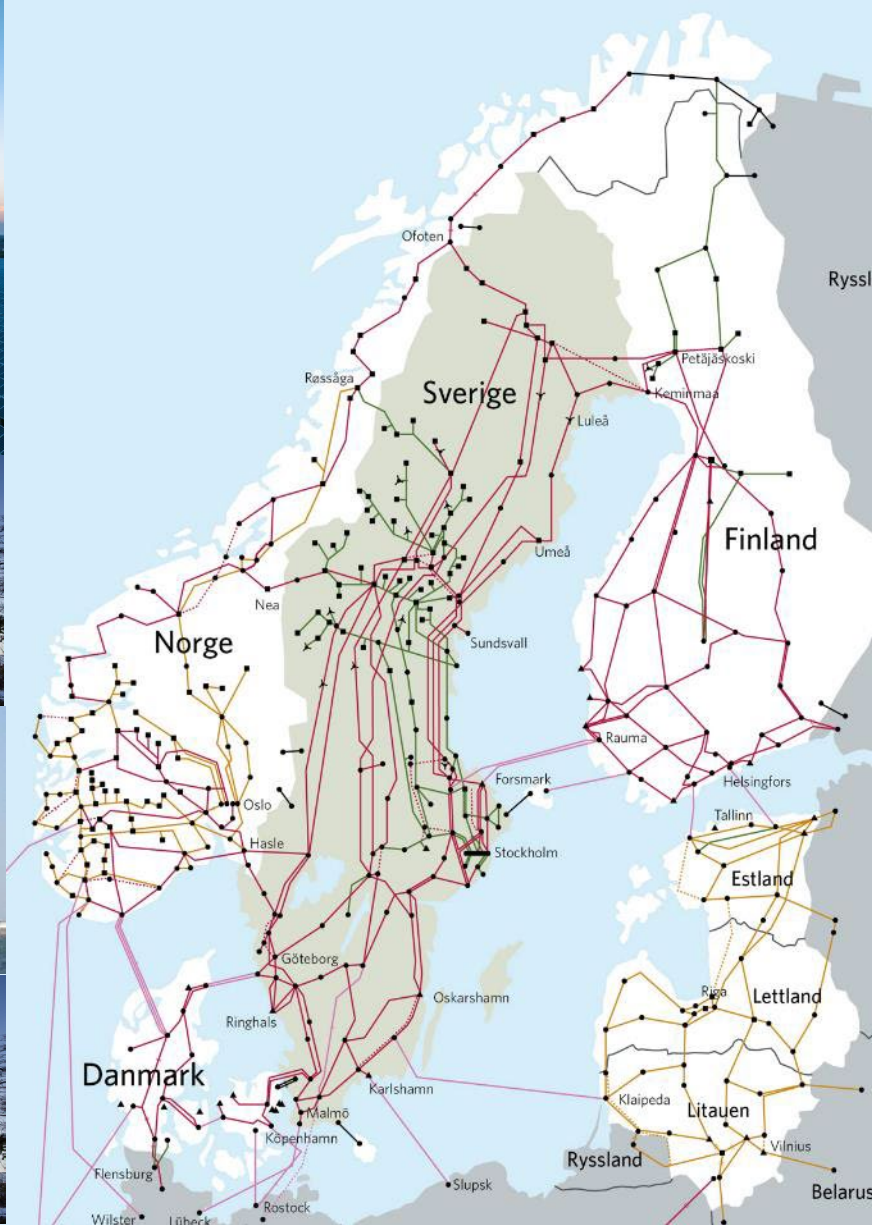 Ofoten
Ryssl
Petäjäskoski
Røssåga
Keminmaa
Sverige
Luleå
Finland
Umeå
Nea
Norge
Sundsvall
Rauma
Forsmark
Helsingfors
Oslo
Tallinn
Hasle
Stockholm
Estland
Göteborg
Riga
Lettland
Oskarshamn
Ringhals
Danmark
Karlshamn
Klaipeda
Malmö
Litauen
Köpenhamn
Vilnius
Ryssland
Flensburg
Slupsk
Belarus
Rostock
Wilster
Lübeck